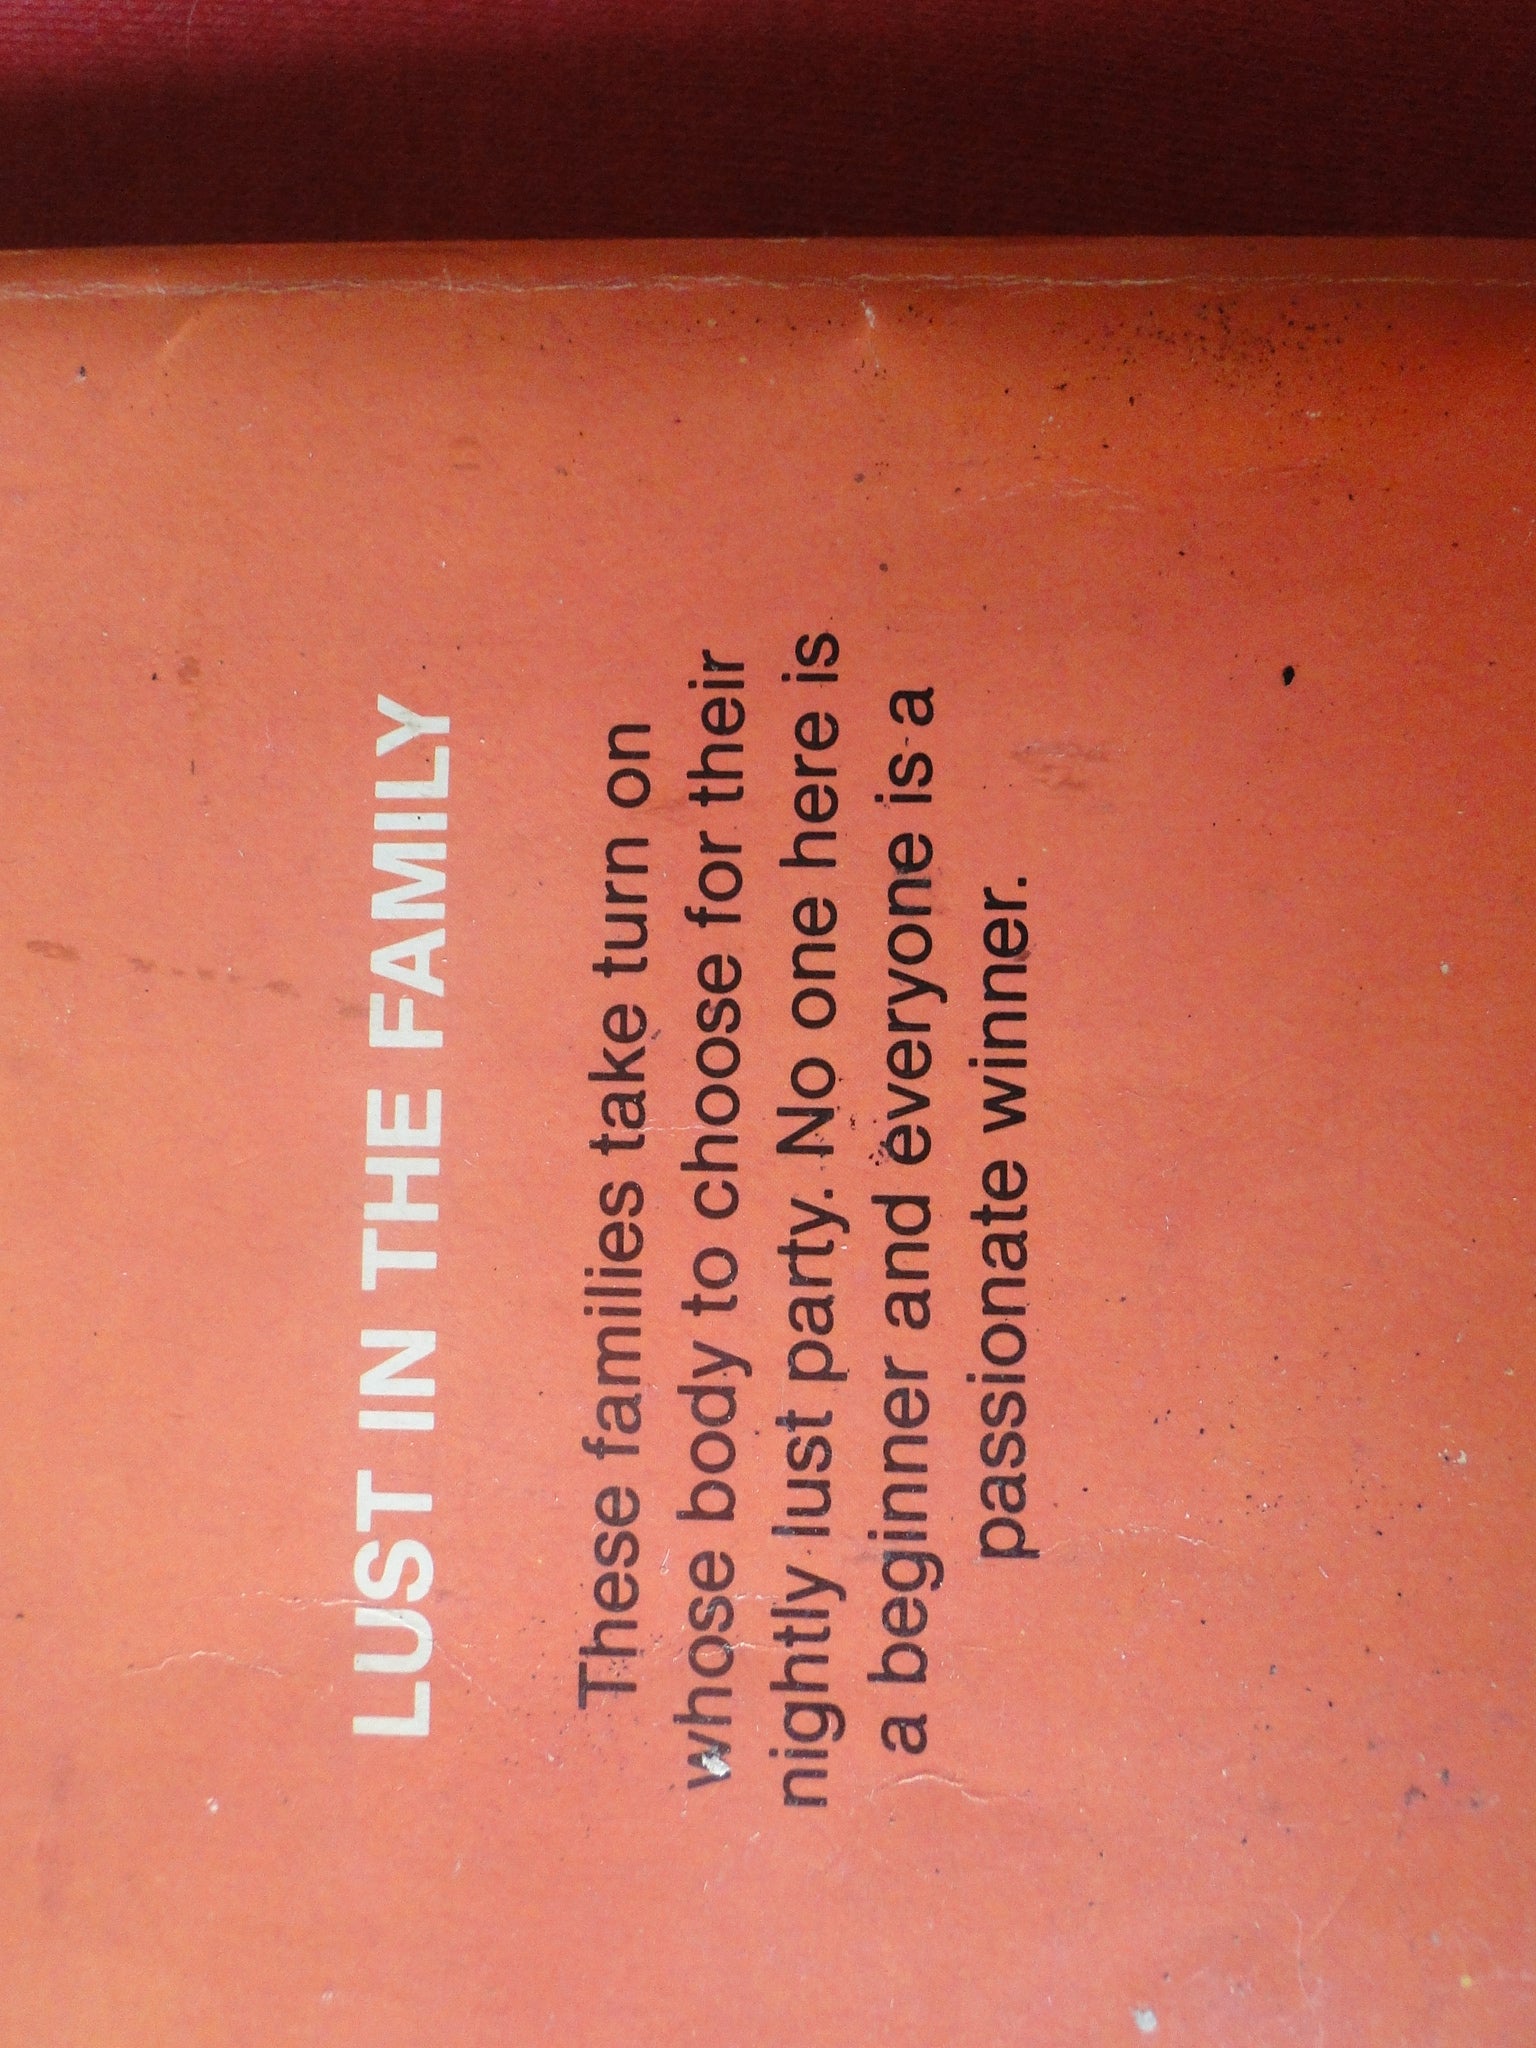 LUST IN THE FAMILY
These families take turn on
whose body to choose for their
nightly lust party. No one here is
a beginner and everyone is a
passionate winner.